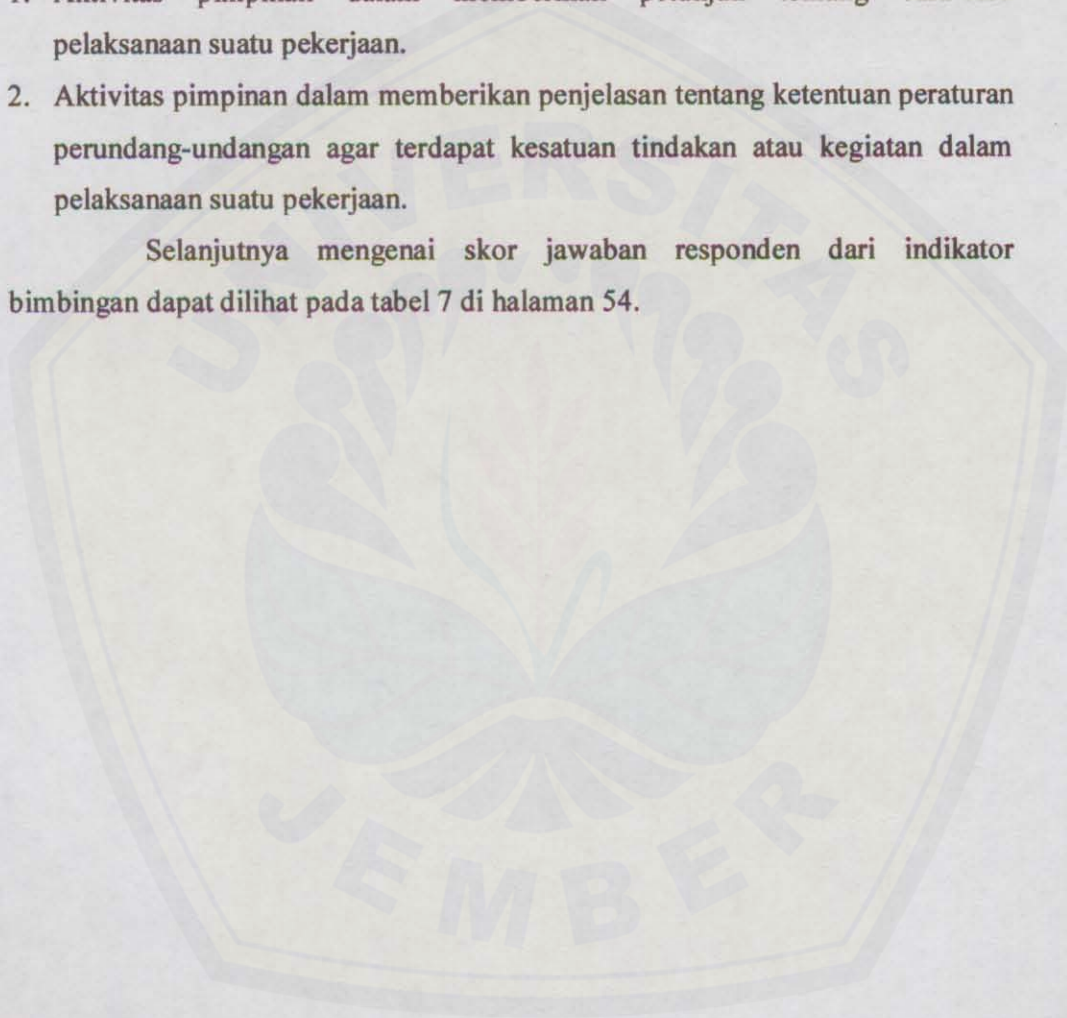 pelaksanaan suatu pekerjaan.
2. Aktivitas pimpinan dalam memberikan penjelasan tentang ketentuan peraturan
perundang-undangan agar terdapat kesatuan tindakan atau kegiatan dalam
pelaksanaan suatu pekerjaan.
Selanjutnya mengenai skor jawaban responden dari indikator
bimbingan dapat dilihat pada tabel 7 di halaman 54.
UNIVERSITAS
JEMBER